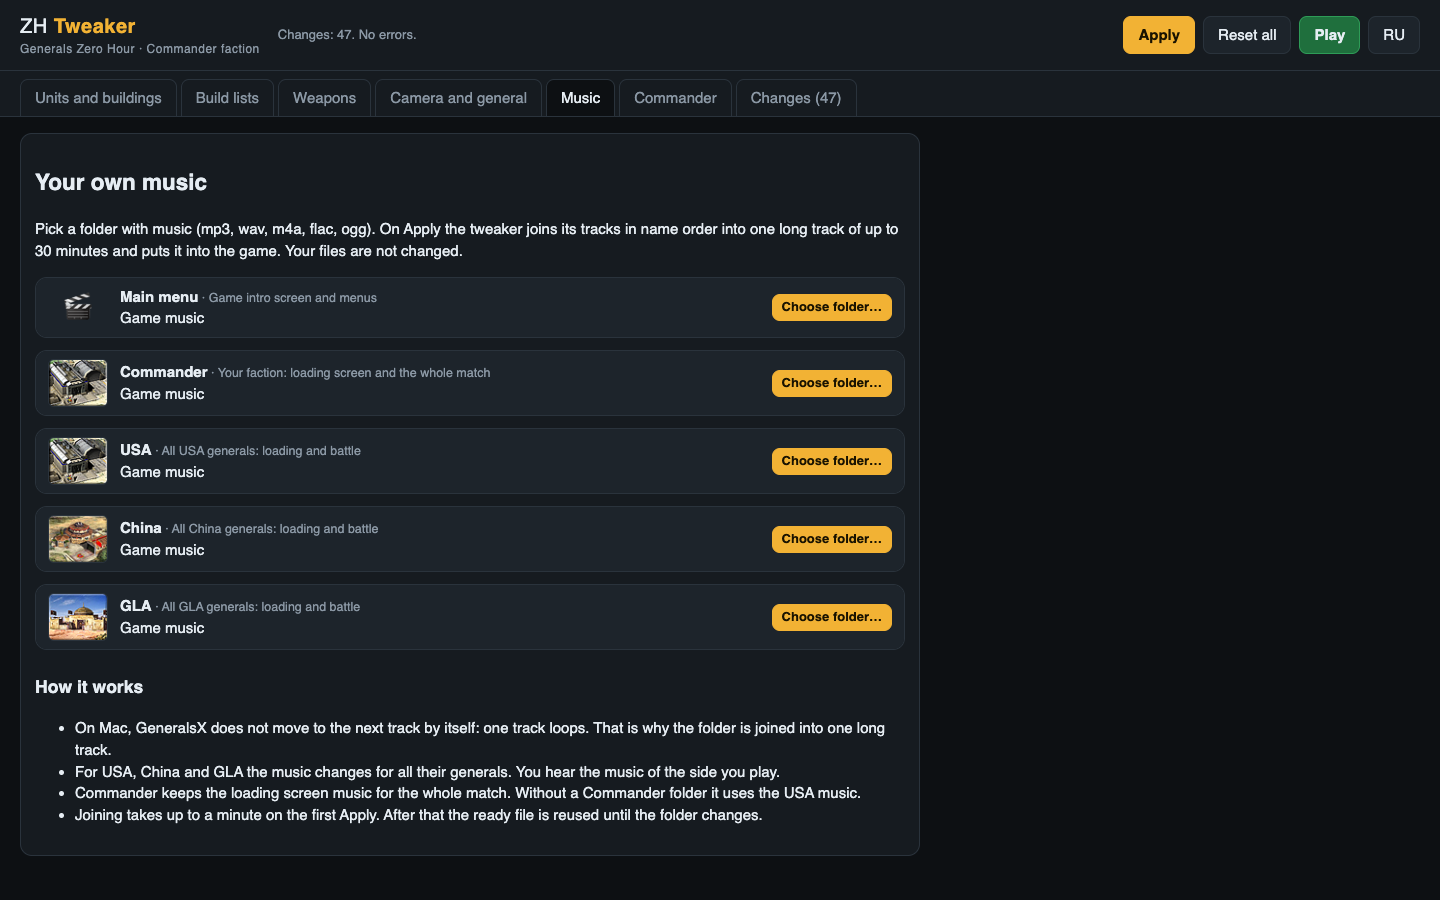 ZH Tweaker
Generals Zero Hour · Commander faction
Changes: 47. No errors.
Apply
Reset all
Play
RU
Units and buildings
Build lists
Weapons
Camera and general
Music
Commander
Changes (47)
Your own music
Pick a folder with music (mp3, wav, m4a, flac, ogg). On Apply the tweaker joins its tracks in name order into one long track of up to
30 minutes and puts it into the game. Your files are not changed.
Main menu · Game intro screen and menus
Game music
Choose folder...
Commander · Your faction: loading screen and the whole match
Game music
Choose folder...
USA · All USA generals: loading and battle
Game music
Choose folder...
China · All China generals: loading and battle
Game music
Choose folder...
GLA · All GLA generals: loading and battle
Game music
Choose folder...
How it works
• On Mac, GeneralsX does not move to the next track by itself: one track loops. That is why the folder is joined into one long
track.
• For USA, China and GLA the music changes for all their generals. You hear the music of the side you play.
• Commander keeps the loading screen music for the whole match. Without a Commander folder it uses the USA music.
• Joining takes up to a minute on the first Apply. After that the ready file is reused until the folder changes.